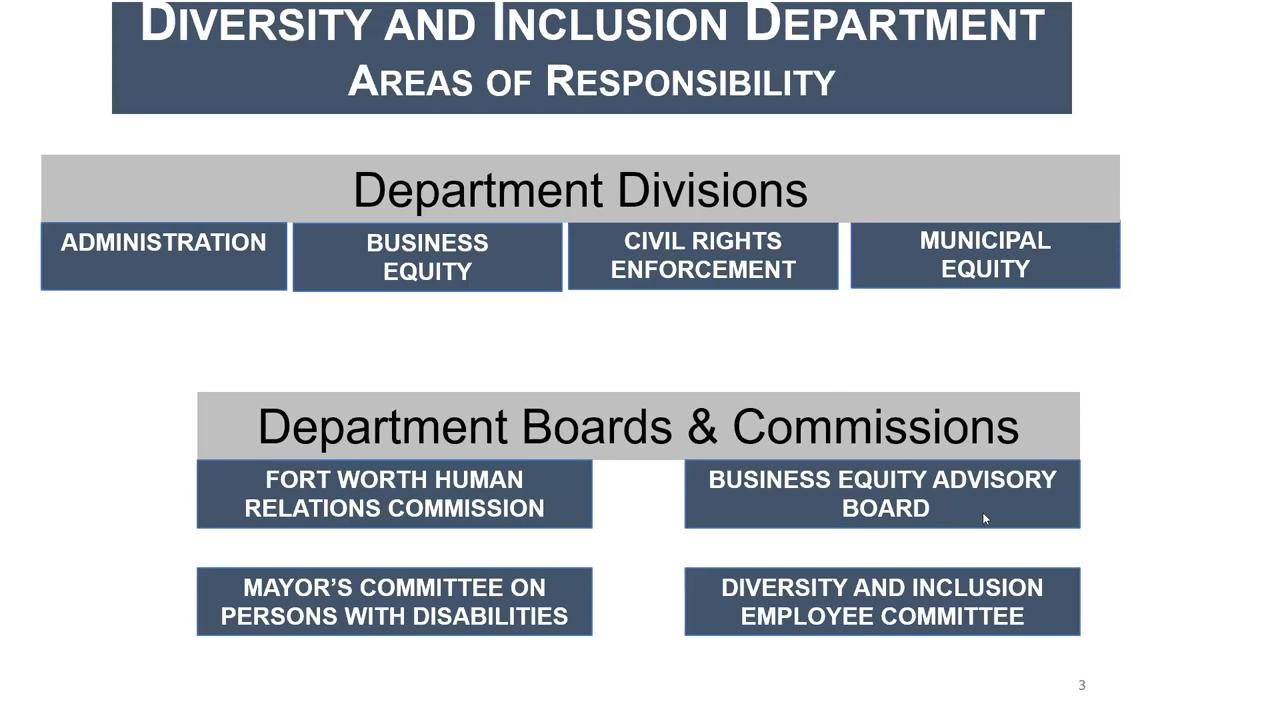 DIVERSITY AND INCLUSION DEPARTMENT
AREAS OF RESPONSIBILITY
Department Divisions
ADMINISTRATION
BUSINESS
EQUITY
CIVIL RIGHTS
ENFORCEMENT
MUNICIPAL
EQUITY
Department Boards & Commissions
FORT WORTH HUMAN
RELATIONS COMMISSION
BUSINESS EQUITY ADVISORY
BOARD
MAYOR’S COMMITTEE ON
PERSONS WITH DISABILITIES
DIVERSITY AND INCLUSION
EMPLOYEE COMMITTEE
3